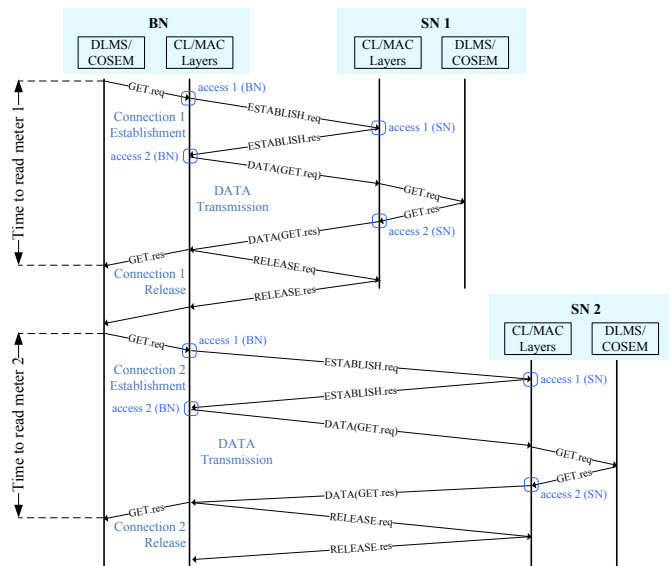 BN
SN 1
DLMS/
COSEM
CL/MAC
Layers
CL/MAC
Layers
DLMS/
COSEM
GET.req
access 1 (BN)
Connection 1
Establishment
ESTABLISH.req
access 1 (SN)
ESTABLISH.res
access 2 (BN)
DATA(GET.req)
GET.req
DATA
Transmission
GET.res
access 2 (SN)
DATA(GET.res)
GET.res
Time to read meter 1
Connection 1
Release
RELEASE.req
RELEASE.res
SN 2
CL/MAC
Layers
DLMS/
COSEM
GET.req
access 1 (BN)
Connection 2
Establishment
ESTABLISH.req
access 1 (SN)
ESTABLISH.res
access 2 (BN)
DATA(GET.req)
GET.req
DATA
Transmission
GET.res
access 2 (SN)
DATA(GET.res)
GET.res
Time to read meter 2
Connection 2
Release
RELEASE.req
RELEASE.res